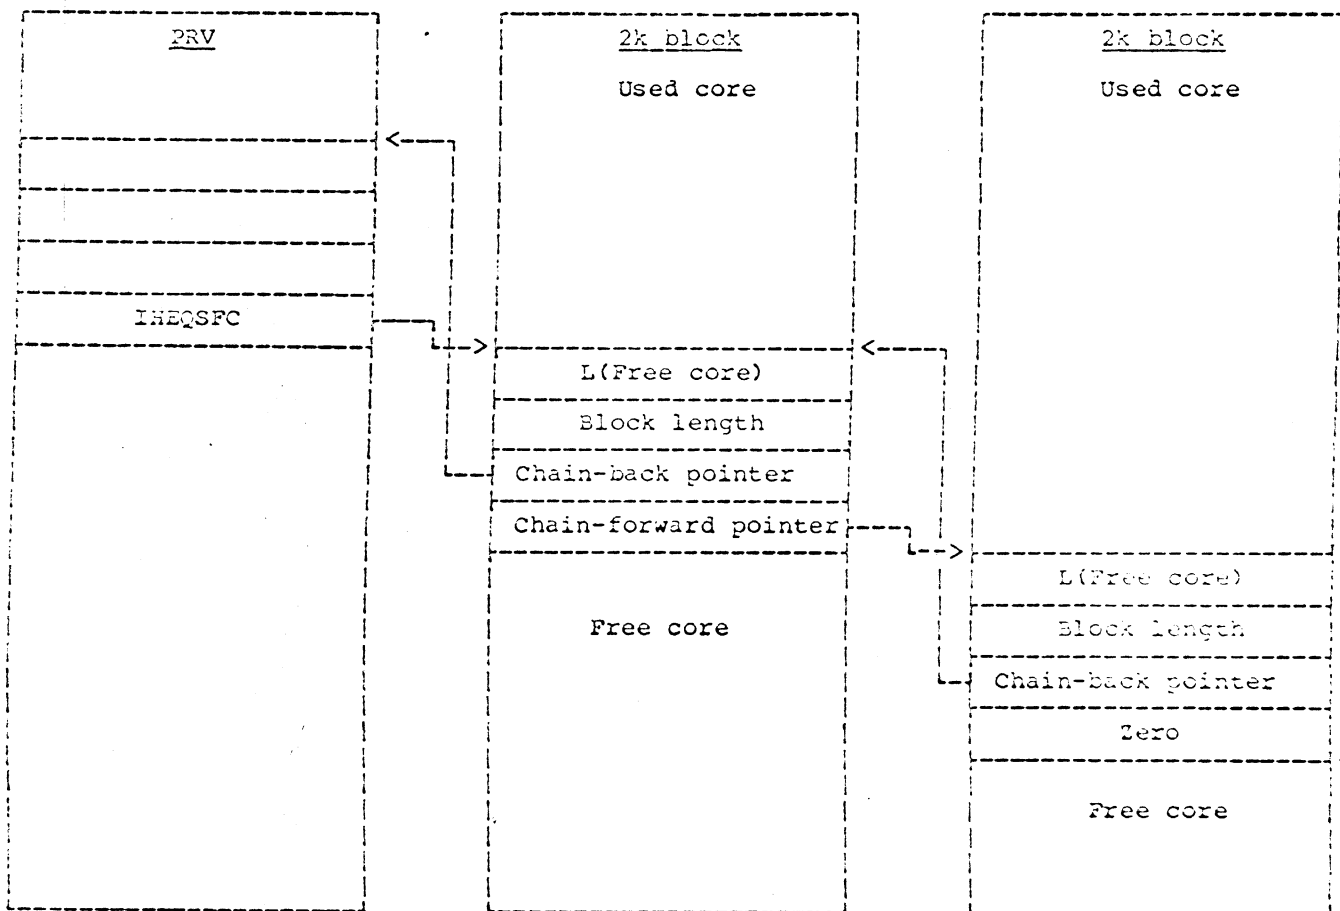 PRV
IHEQSFC
2k block
Used core
L(Free core)
Block length
Chain-back pointer
Chain-forward pointer
Free core
2k block
Used core
L(Free core)
Block length
Chain-back pointer
Zero
Free core